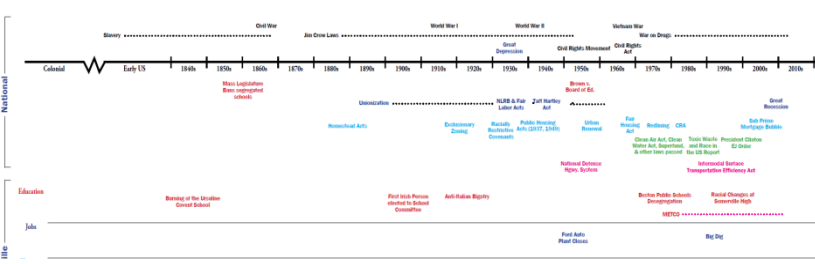 Civil War
World War I
World War II
Vietnam War
Slavery
Jim Crow Laws
War on Drugs
Great
Depression
Civil Rights Movement
Civil Rights
Act
Colonial
Early US
1840s
1850s
1860s
1870s
1880s
1890s
1900s
1910s
1920s
1930s
1940s
1950s
1960s
1970s
1980s
1990s
2000s
2010s
National
Mass Legislature
Bans segregated
schools
Brown v.
Board of Ed.
Unionization
NLRB & Fair
Labor Acts
Taft Hartley
Act
Great
Recession
Homestead Acts
Exclusionary
Zoning
Racially
Restrictive
Covenants
Public Housing
Acts (1937, 1949)
Urban
Renewal
Fair
Housing
Act
Redlining
CRA
Sub Prime
Mortgage Bubble
Clean Air Act, Clean
Water Act, Superfund,
& other laws passed
Toxic Waste
and Race in
the US Report
President Clinton
EJ Order
National Defense
Hgwy. System
Intermodal Surface
Transportation Efficiency Act
Education
Burning of the Ursuline
Covent School
First Irish Person
elected to School
Committee
Anti-Italian Bigotry
Boston Public Schools
Desegregation
Racial Changes at
Somerville High
METCO
Jobs
Ford Auto
Plant Closes
Big Dig
ille